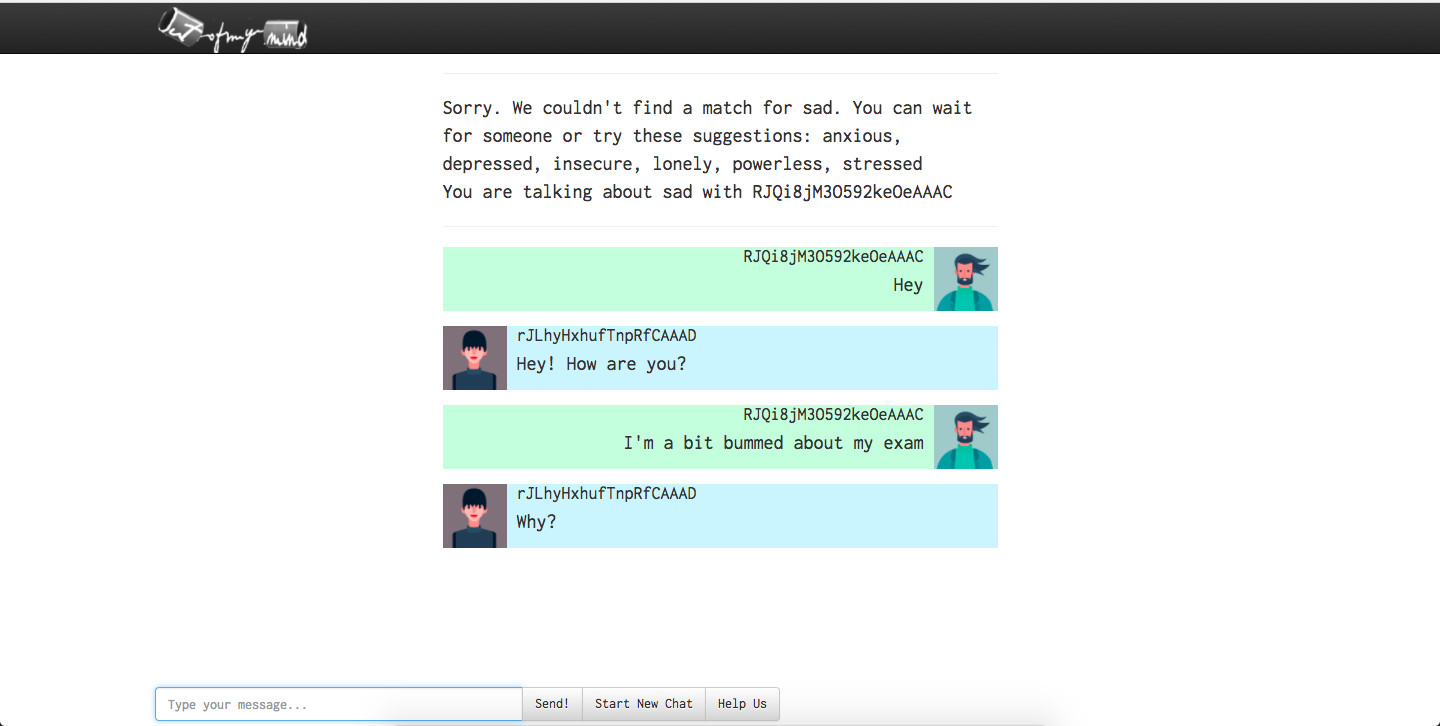 of my mind
Sorry. We couldn't find a match for sad. You can wait
for someone or try these suggestions: anxious,
depressed, insecure, lonely, powerless, stressed
You are talking about sad with RJQi8jM3O592keOeAAAC
RJQi8jM3O592keOeAAAC
Hey
rJLhyHxhufTnpRfCAAAD
Hey! How are you?
RJQi8jM3O592keOeAAAC
I'm a bit bummed about my exam
rJLhyHxhufTnpRfCAAAD
Why?
Type your message...
Send!
Start New Chat
Help Us